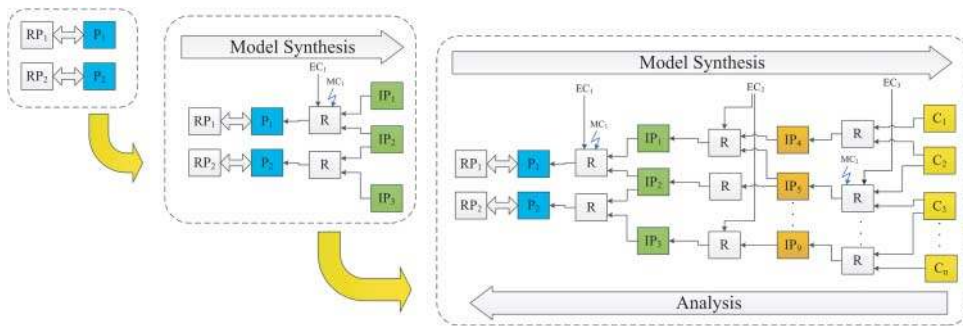 RP1 P1
RP2 P2
Model Synthesis
EC1
MC1
IP1
RP1 P1 R
IP2
RP2 P2 R
IP3
Model Synthesis
EC1 EC2 EC3
MC1
C1
IP1 R IP4 R
RP1 P1 R
MC2
C2
IP2 R IP5 R
RP2 P2 R
C3
IP3 R IP9 R
Cn
Analysis